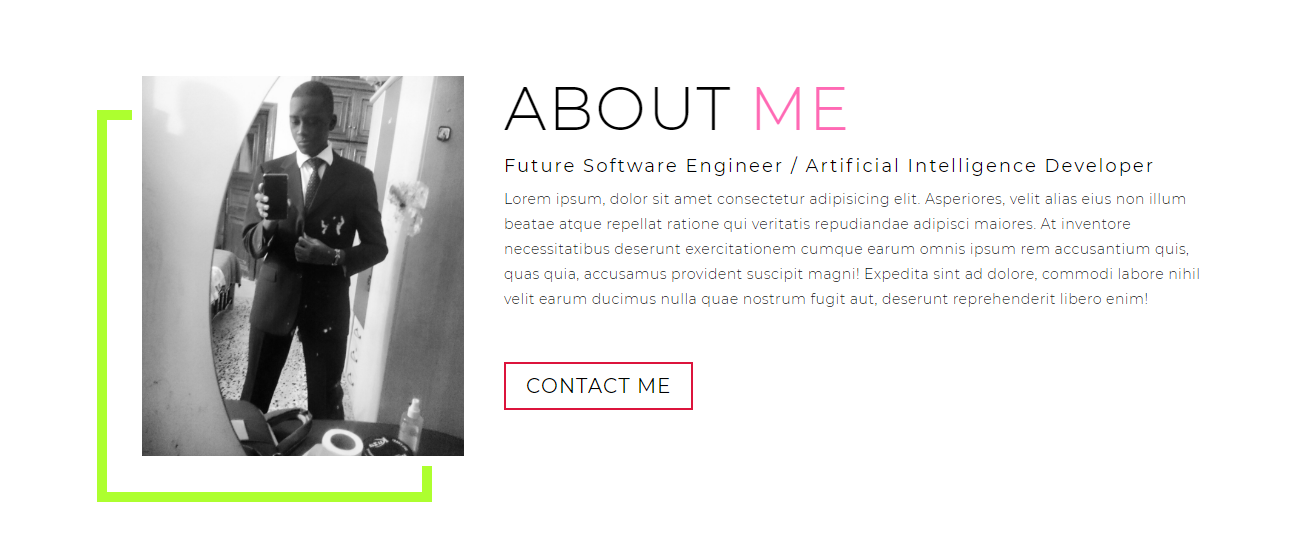 ABOUT ME
Future Software Engineer / Artificial Intelligence Developer
Lorem ipsum, dolor sit amet consectetur adipisicing elit. Asperiores, velit alias eius non illum
beatae atque repellat ratione qui veritatis repudiandae adipisci maiores. At inventore
necessitatibus deserunt exercitationem cumque earum omnis ipsum rem accusantium quis,
quas quia, accusamus provident suscipit magni! Expedita sint ad dolore, commodi labore nihil
velit earum ducimus nulla quae nostrum fugit aut, deserunt reprehenderit libero enim!
CONTACT ME